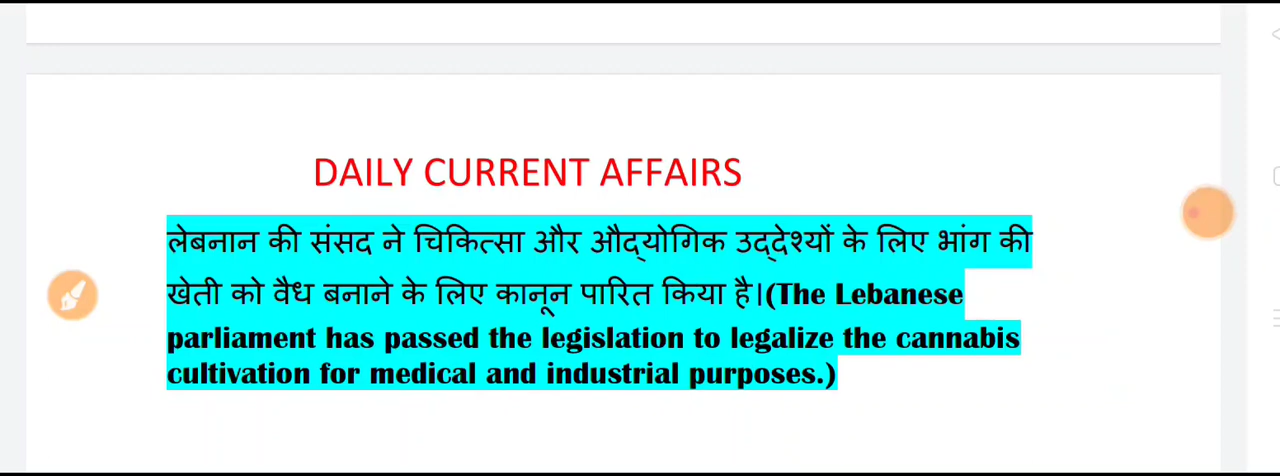 DAILY CURRENT AFFAIRS
लेबनान की संसद ने चिकित्सा और औद्योगिक उद्देश्यों के लिए भांग की
खेती को वैध बनाने के लिए कानून पारित किया है।(The Lebanese
parliament has passed the legislation to legalize the cannabis
cultivation for medical and industrial purposes.)